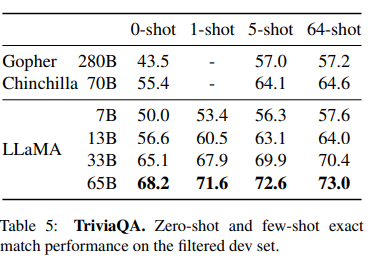 0-shot 1-shot 5-shot 64-shot
Gopher 280B 43.5 - 57.0 57.2
Chinchilla 70B 55.4 - 64.1 64.6
7B 50.0 53.4 56.3 57.6
13B 56.6 60.5 63.1 64.0
LLaMA
33B 65.1 67.9 69.9 70.4
65B 68.2 71.6 72.6 73.0
Table 5: TriviaQA. Zero-shot and few-shot exact
match performance on the filtered dev set.